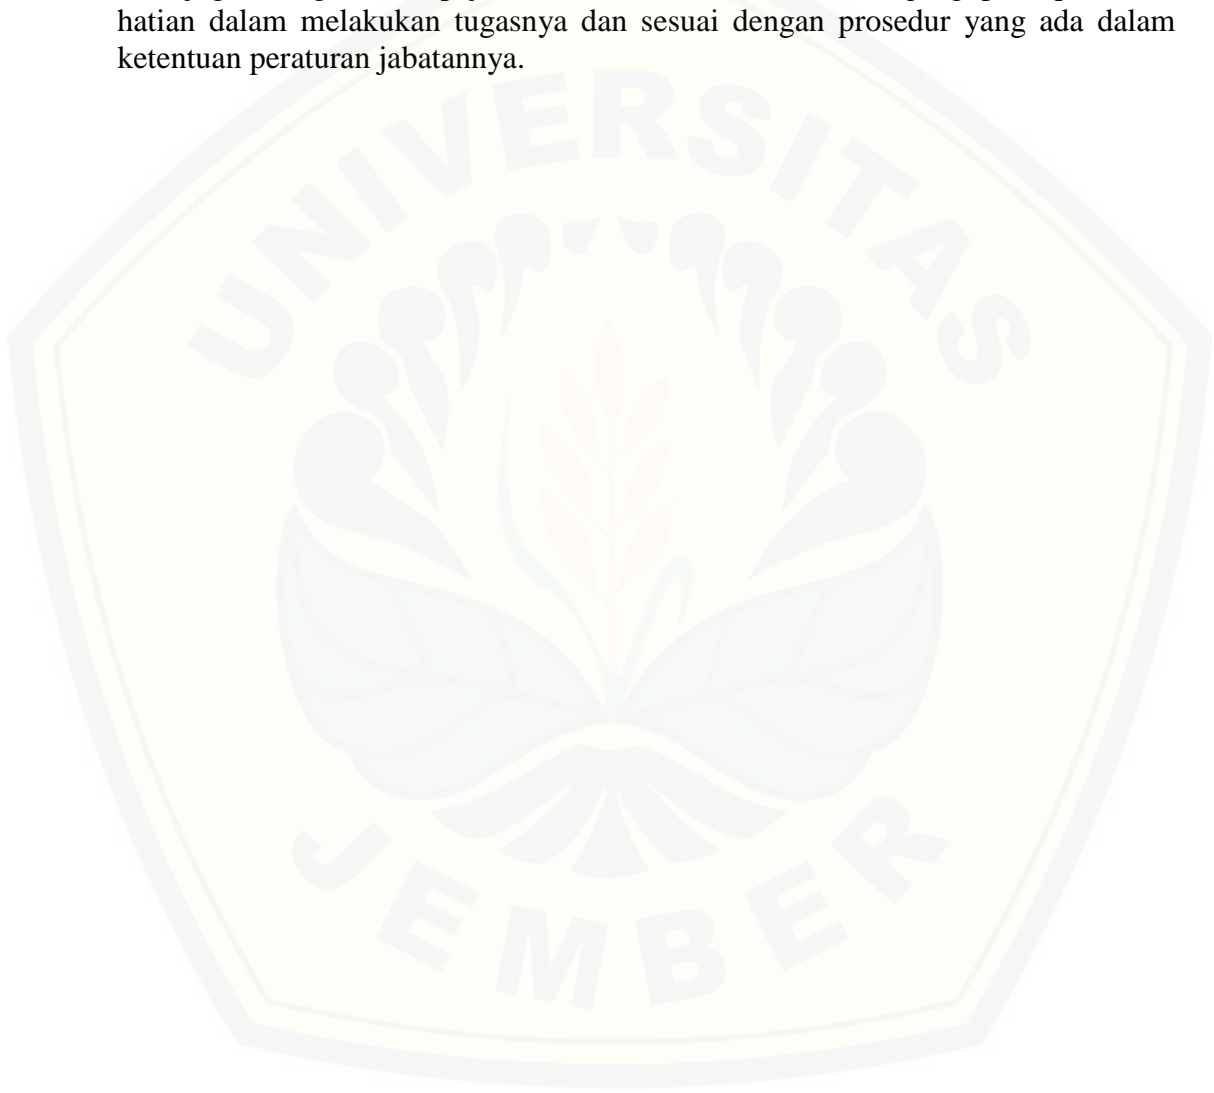 hatian dalam melakukan tugasnya dan sesuai dengan prosedur yang ada dalam
ketentuan peraturan jabatannya.
UNIVERSITAS
JEMBER